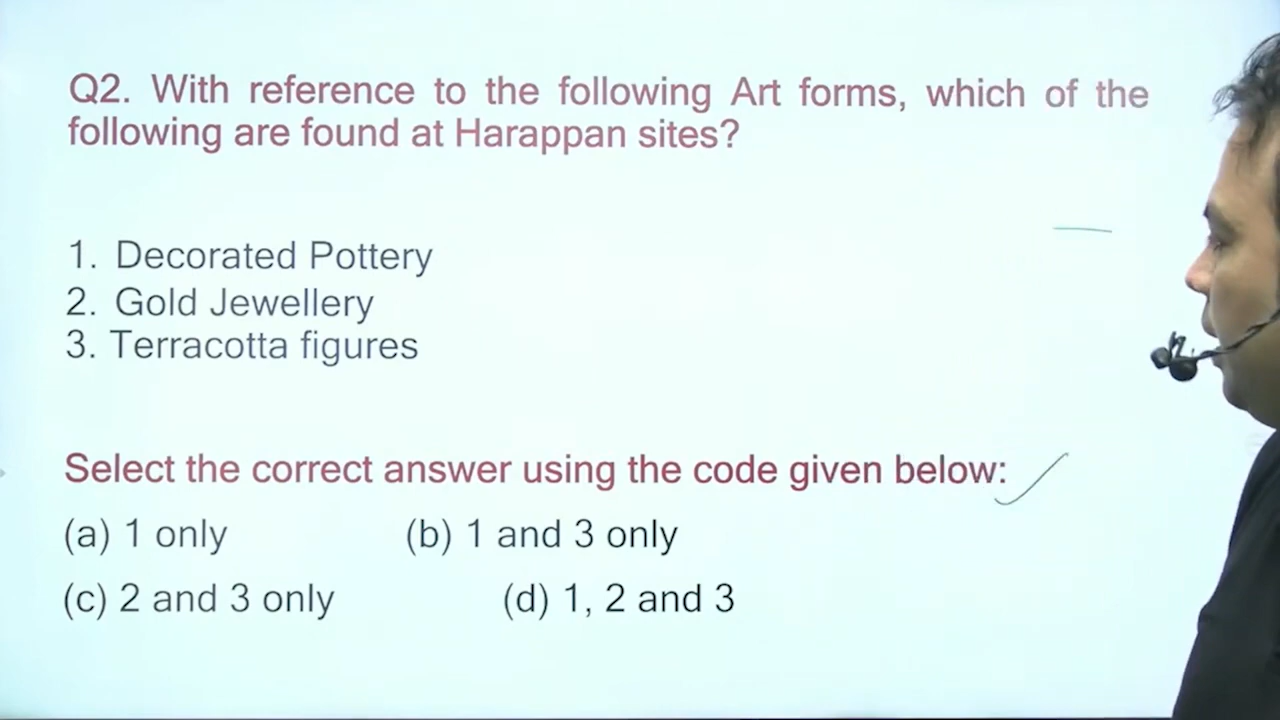 Q2. With reference to the following Art forms, which of the
following are found at Harappan sites?
1. Decorated Pottery
2. Gold Jewellery
3. Terracotta figures
Select the correct answer using the code given below:
(a) 1 only (b) 1 and 3 only
(c) 2 and 3 only (d) 1, 2 and 3